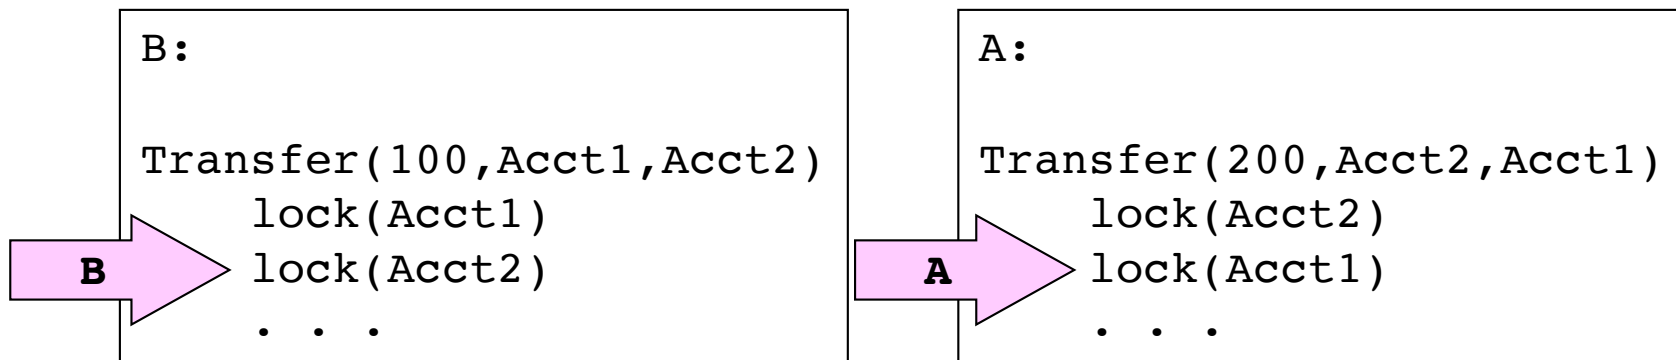 B:
Transfer(100,Acct1,Acct2)
lock(Acct1)
B
lock(Acct2)
. . .
A:
Transfer(200,Acct2,Acct1)
lock(Acct2)
A
lock(Acct1)
. . .